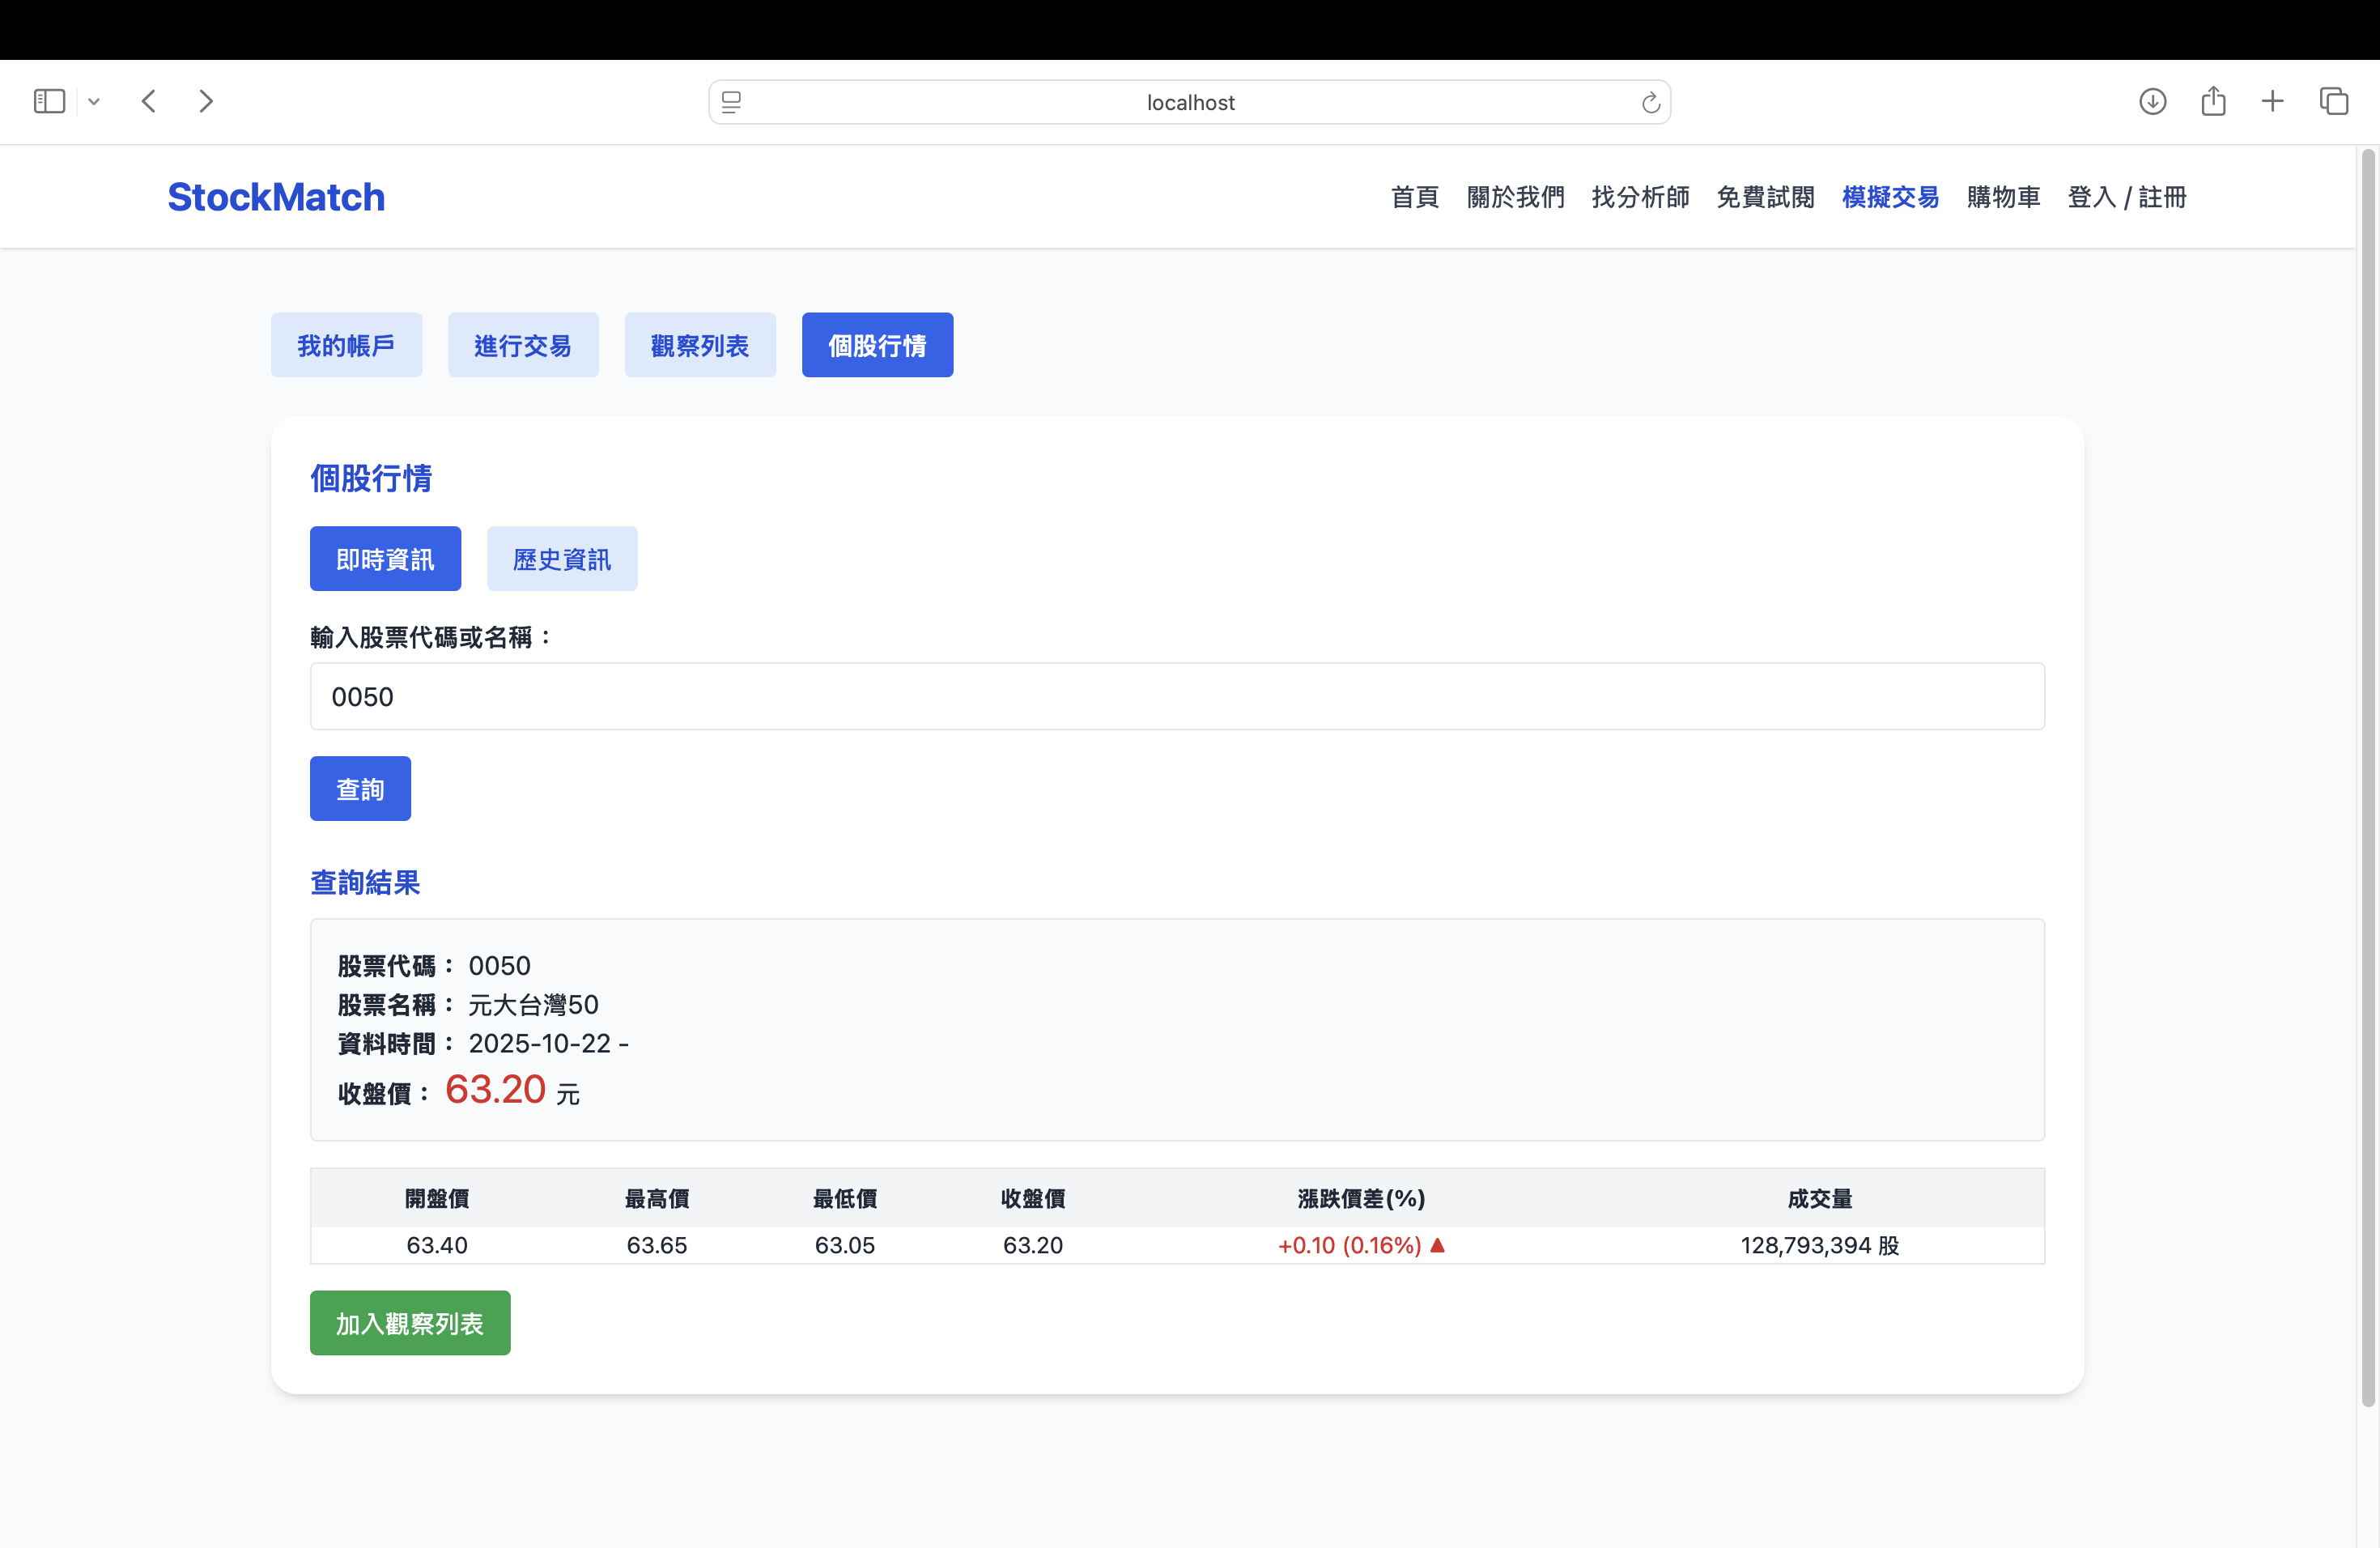 localhost
StockMatch
首頁 關於我們 找分析師 免費試閱 模擬交易 購物車 登入 / 註冊
我的帳戶 進行交易 觀察列表 個股行情
個股行情
即時資訊 歷史資訊
輸入股票代碼或名稱：
0050
查詢
查詢結果
股票代碼： 0050
股票名稱： 元大台灣50
資料時間： 2025-10-22 -
收盤價： 63.20 元
開盤價 最高價 最低價 收盤價 漲跌價差(%) 成交量
63.40 63.65 63.05 63.20 +0.10 (0.16%) ▲ 128,793,394 股
加入觀察列表